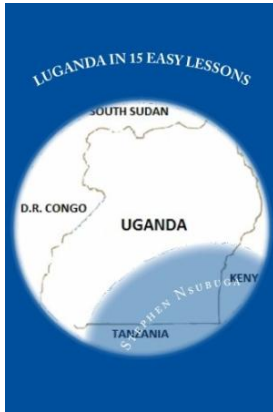 LUGANDA IN 15 EASY LESSONS
SOUTH SUDAN
D.R. CONGO
UGANDA
KENY
STEPHEN NSUBUGA
TANZANIA